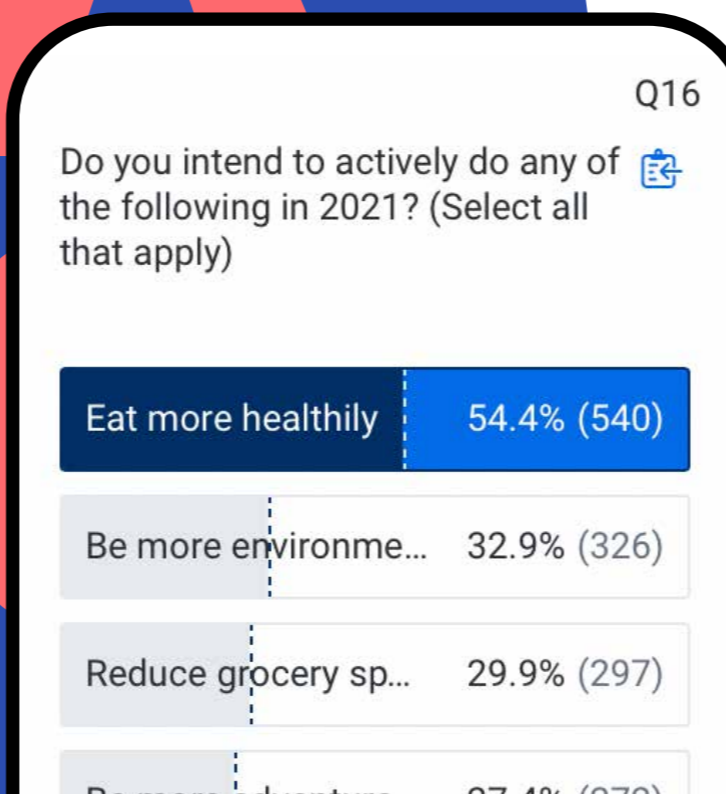 Q16
Do you intend to actively do any of
the following in 2021? (Select all
that apply)
Eat more healthily 54.4% (540)
Be more environme... 32.9% (326)
Reduce grocery sp... 29.9% (297)